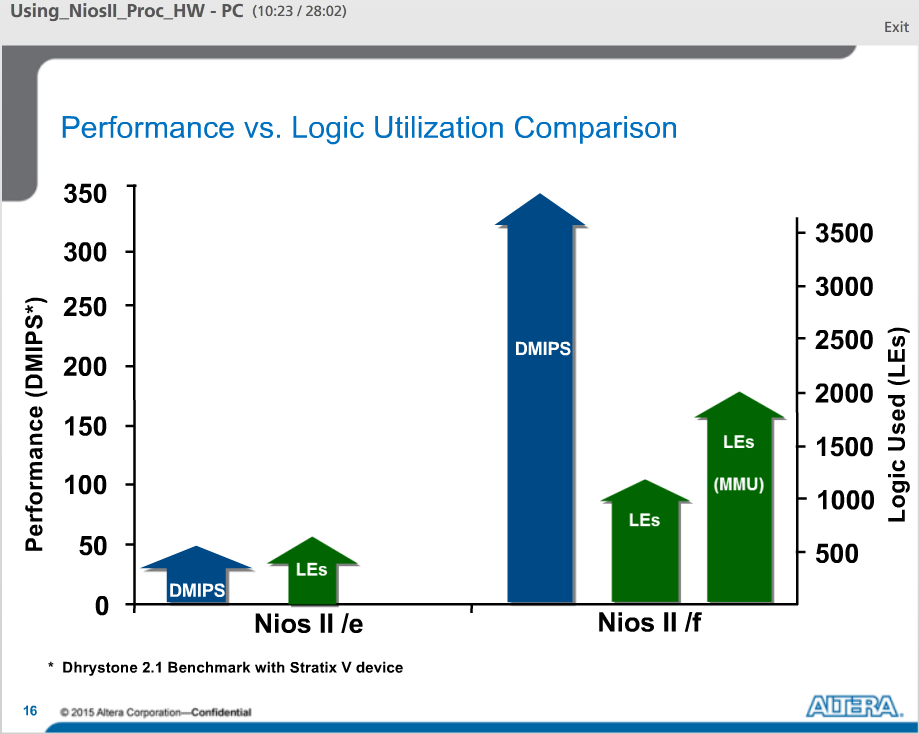 Using_NiosII_Proc_HW - PC (10:23 / 28:02)
Exit
Performance vs. Logic Utilization Comparison
Performance (DMIPS*)
350
300
250
200
150
100
50
0
DMIPS
LEs
DMIPS
LEs
LEs
(MMU)
3500
3000
2500
2000
1500
1000
500
Logic Used (LEs)
Nios II /e
Nios II /f
* Dhrystone 2.1 Benchmark with Stratix V device
16
© 2015 Altera Corporation—Confidential
ALTERA.